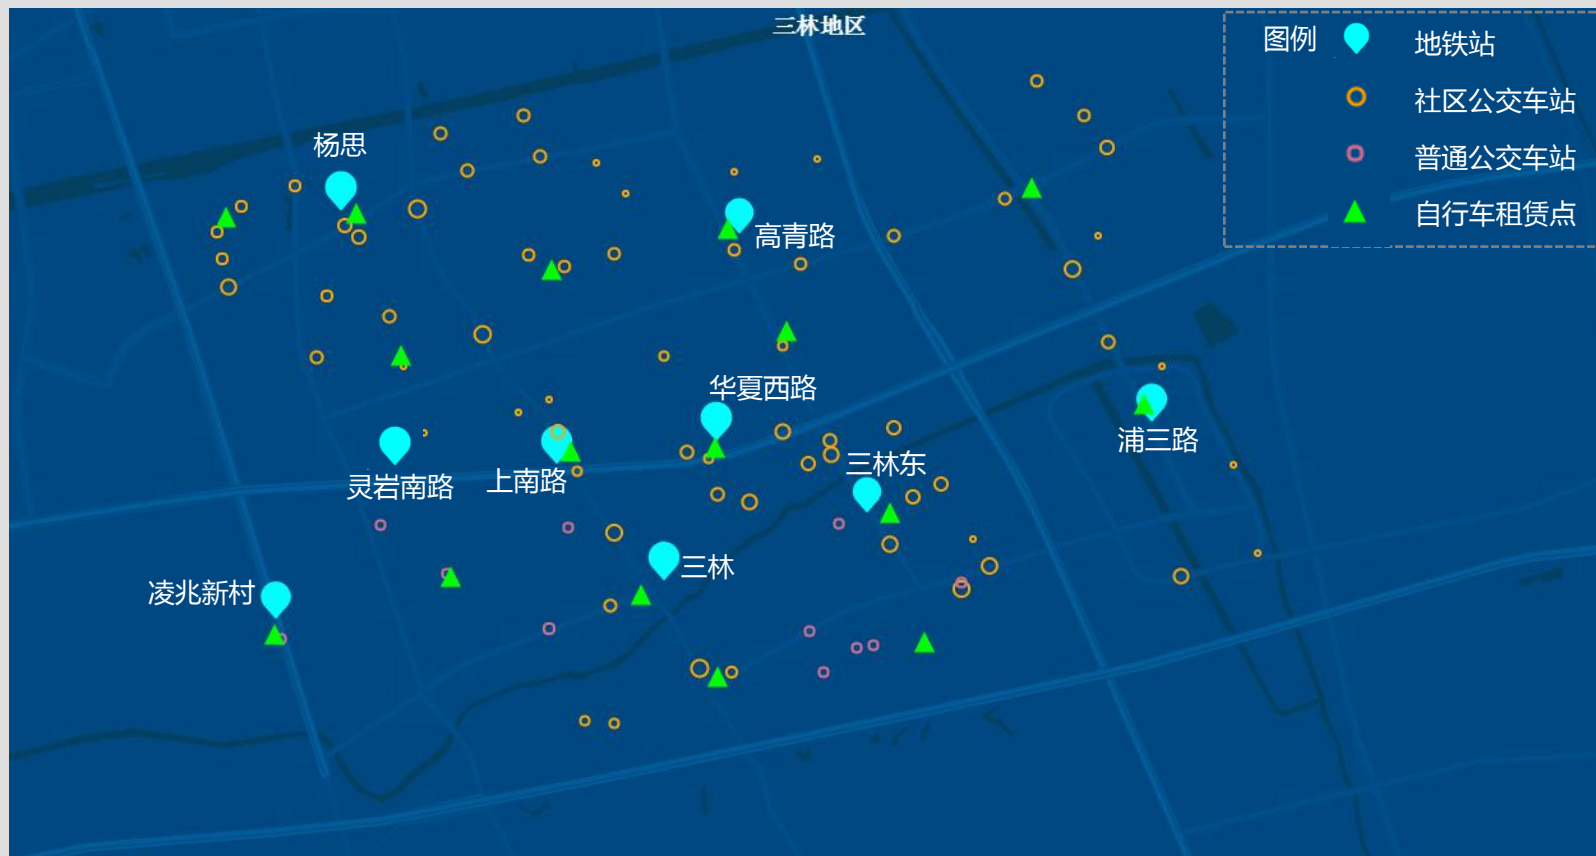 三林地区
图例
地铁站
社区公交车站
普通公交车站
自行车租赁点
杨思
高青路
华夏西路
浦三路
三林东
灵岩南路
上南路
三林
凌兆新村